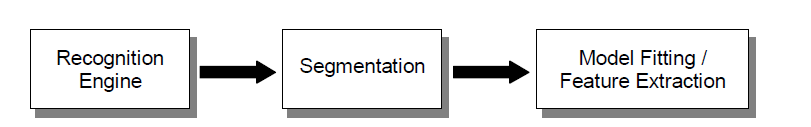 Recognition
Engine
Segmentation
Model Fitting /
Feature Extraction